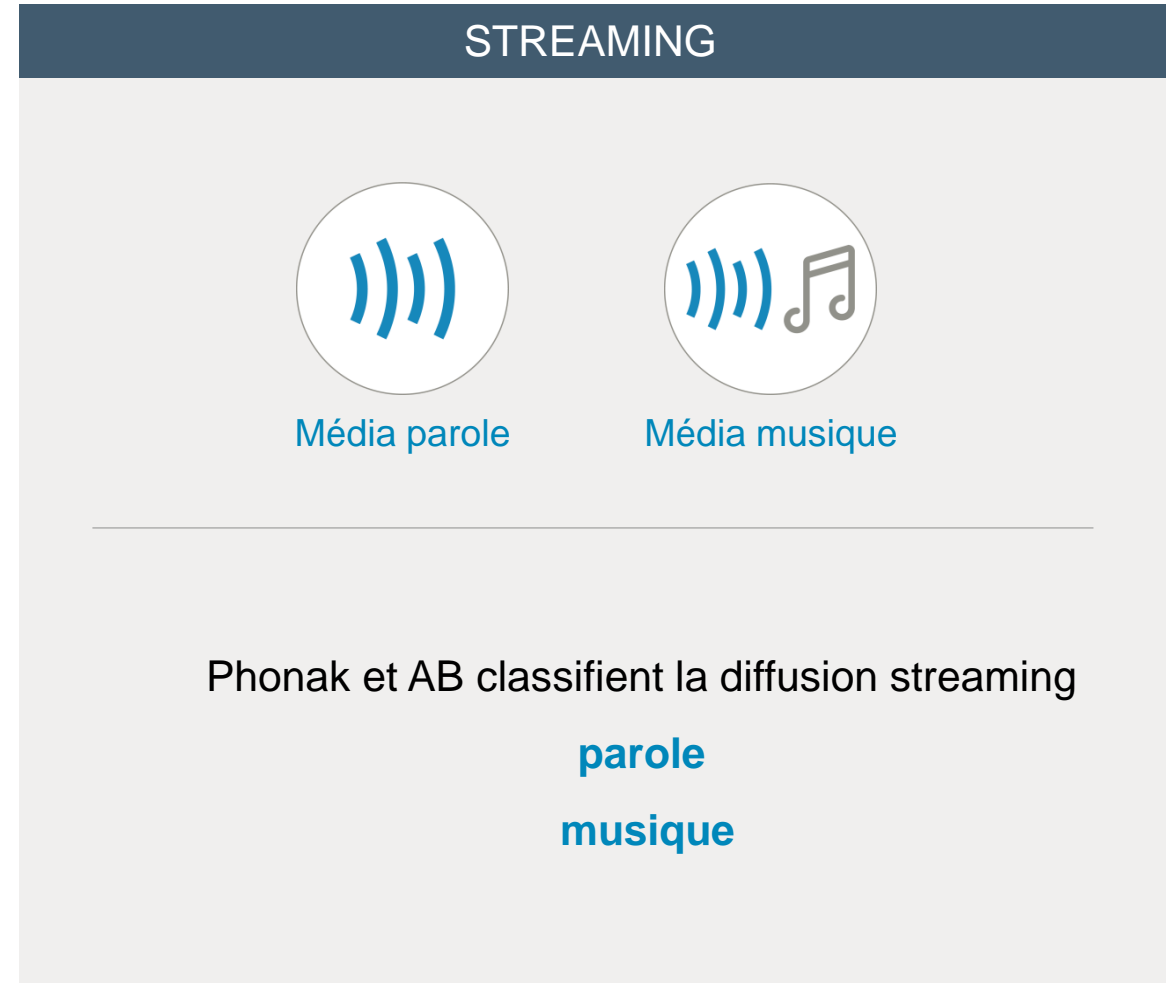 STREAMING
Média parole
Média musique
Phonak et AB classifient la diffusion streaming
parole
musique